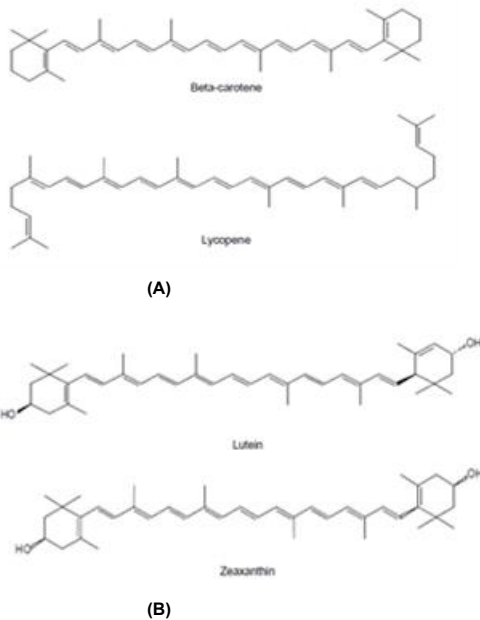 Beta-carotene
Lycopene
(A)
OH
HO
Lutein
OH
HO
Zeaxanthin
(B)